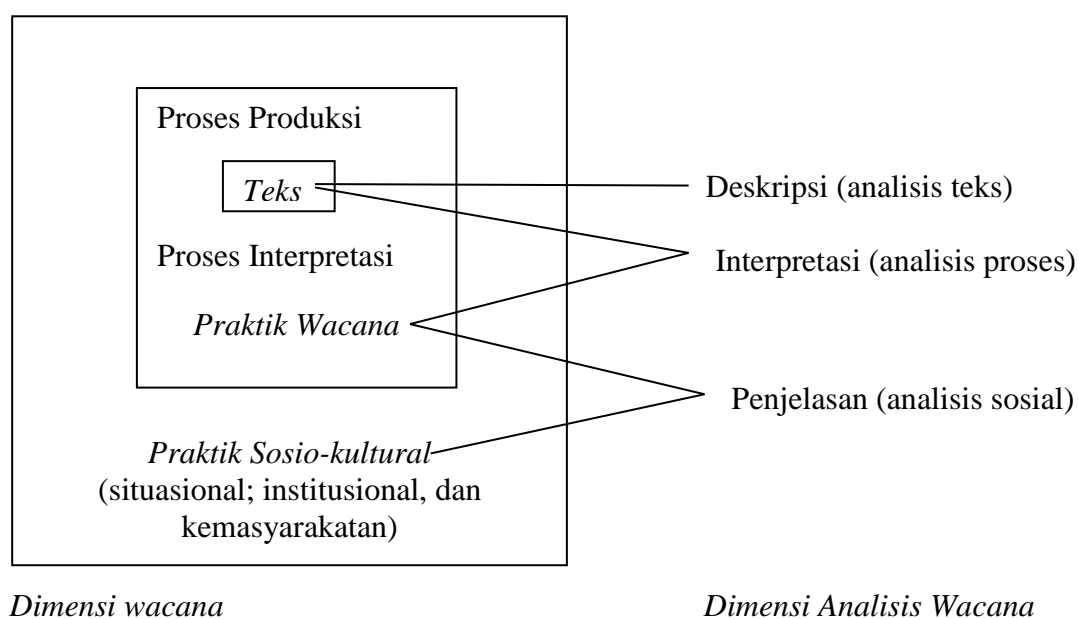 Proses Produksi
Teks
Deskripsi (analisis teks)
Proses Interpretasi
Interpretasi (analisis proses)
Praktik Wacana
Penjelasan (analisis sosial)
Praktik Sosio-kultural
(situasional; institusional, dan
kemasyarakatan)
Dimensi wacana
Dimensi Analisis Wacana